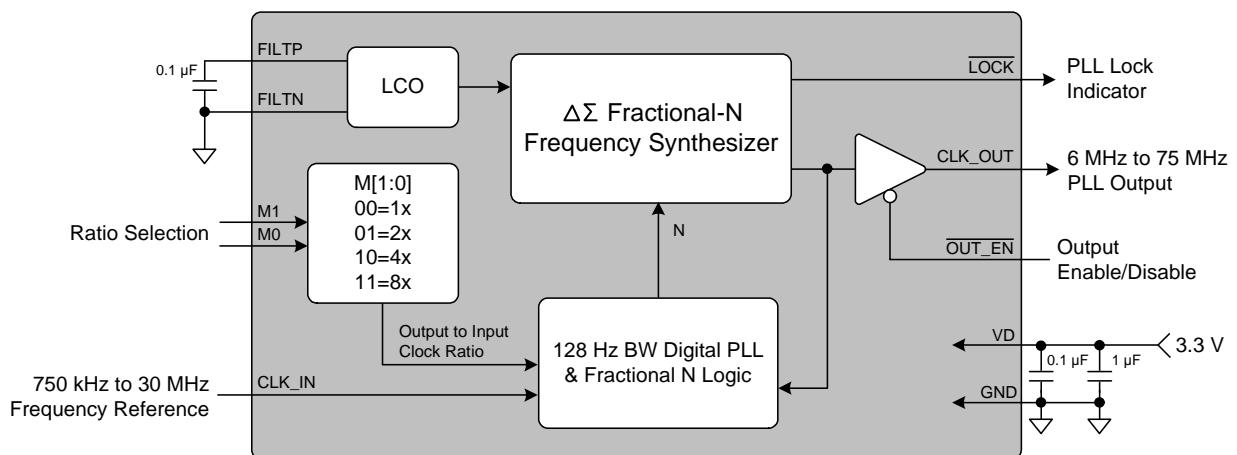 FILTP
0.1 µF
FILTN
LCO
ΔΣ Fractional-N
Frequency Synthesizer
LOCK
PLL Lock
Indicator
CLK_OUT
6 MHz to 75 MHz
PLL Output
M[1:0]
00=1x
01=2x
10=4x
11=8x
Ratio Selection
M1
M0
N
OUT_EN
Output
Enable/Disable
Output to Input
Clock Ratio
128 Hz BW Digital PLL
& Fractional N Logic
750 kHz to 30 MHz
Frequency Reference
CLK_IN
VD
0.1 µF
1 µF
3.3 V
GND